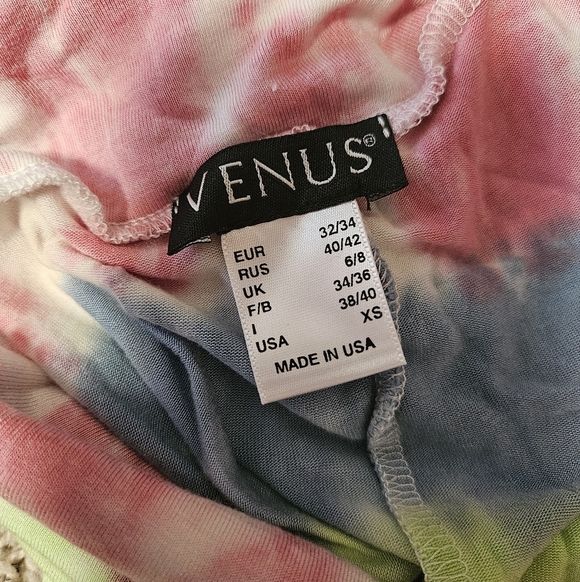 VENUS®
EUR 32/34
RUS 40/42
UK 6/8
F/B 34/36
I 38/40
USA XS
MADE IN USA